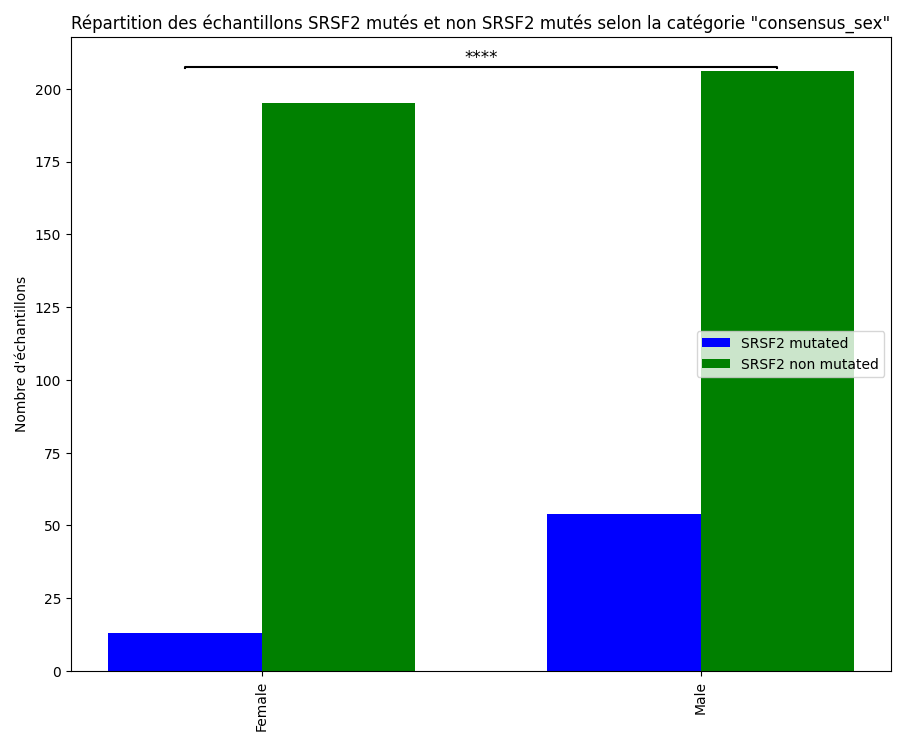 Répartition des échantillons SRSF2 mutés et non SRSF2 mutés selon la catégorie "consensus_sex"
****
200
175
150
125
100
75
50
25
0
Nombre d'échantillons
SRSF2 mutated
SRSF2 non mutated
Female
Male